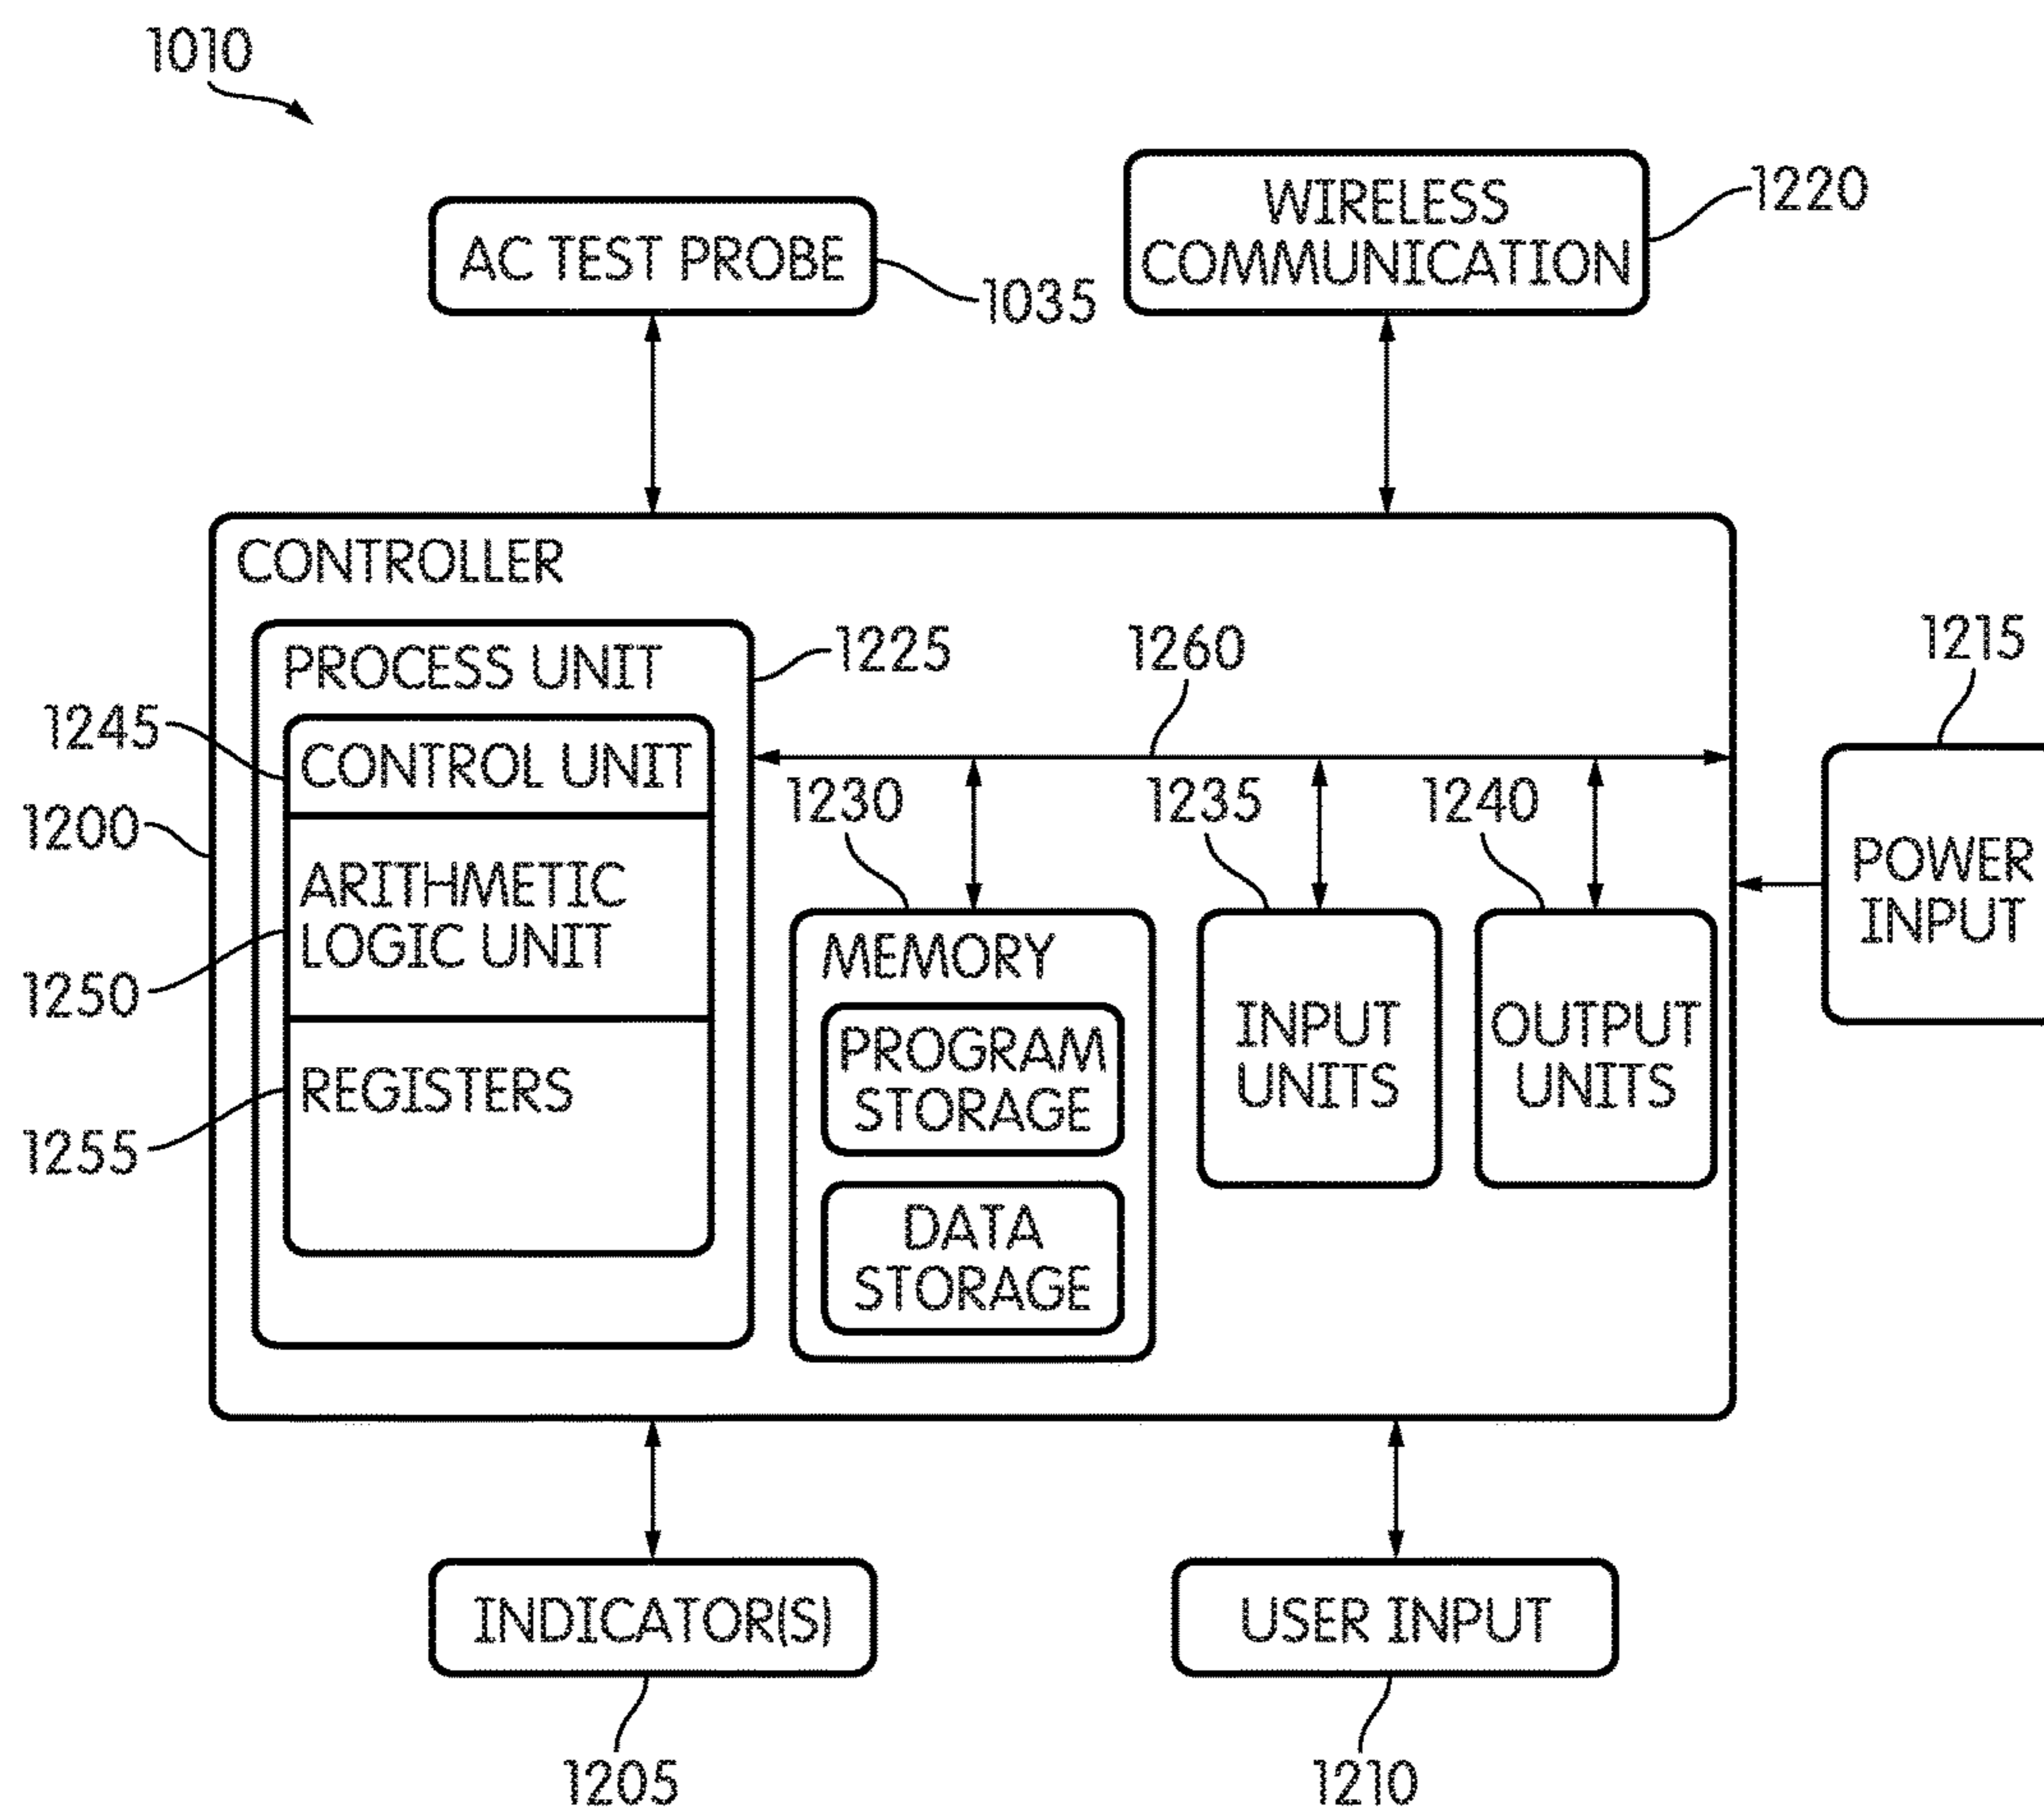 1010
AC TEST PROBE
1035
WIRELESS
COMMUNICATION
1220
CONTROLLER
1200
PROCESS UNIT
1225
CONTROL UNIT
1245
ARITHMETIC
LOGIC UNIT
1250
REGISTERS
1255
1260
1230
MEMORY
PROGRAM
STORAGE
DATA
STORAGE
1235
INPUT
UNITS
1240
OUTPUT
UNITS
1215
POWER
INPUT
INDICATOR(S)
1205
USER INPUT
1210